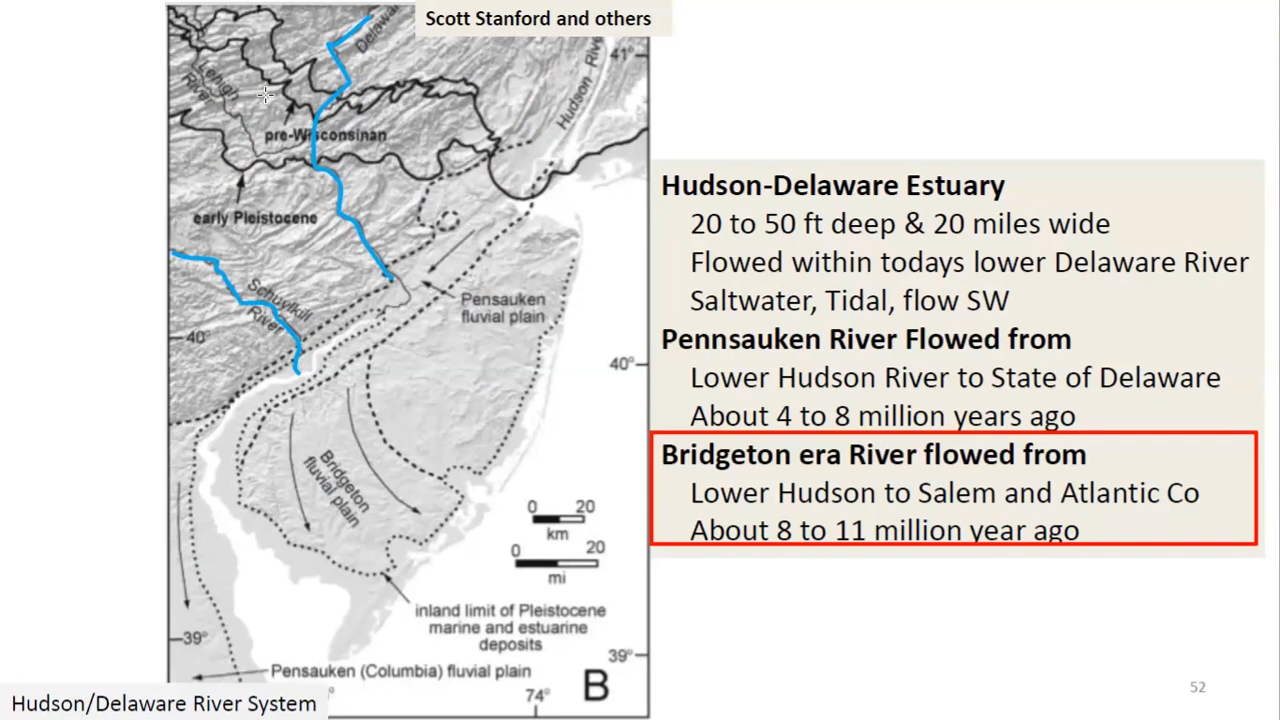 Scott Stanford and others
Delawar
41°
Hudson River
Lehigh
River
pre-Wisconsinan
early Pleistocene
Schuylkill
River
40°
Pensauken
fluvial plain
40°
Bridgeton
fluvial plain
0 20
km
0 20
mi
inland limit of Pleistocene
marine and estuarine
deposits
39°
39°
Pensauken (Columbia) fluvial plain
74°
B
Hudson-Delaware Estuary
20 to 50 ft deep & 20 miles wide
Flowed within todays lower Delaware River
Saltwater, Tidal, flow SW
Pennsauken River Flowed from
Lower Hudson River to State of Delaware
About 4 to 8 million years ago
Bridgeton era River flowed from
Lower Hudson to Salem and Atlantic Co
About 8 to 11 million year ago
Hudson/Delaware River System
52